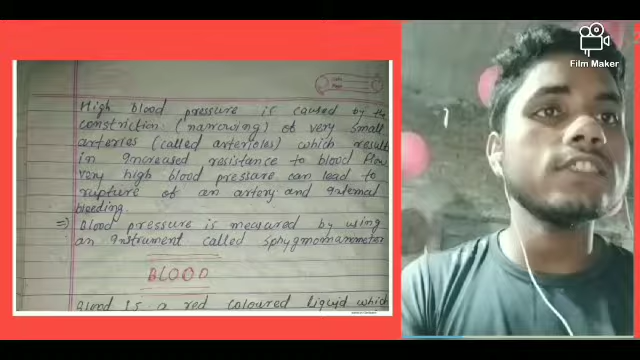 High blood pressure is caused by the
constriction (narrowing) of very small
arteries (called arterioles) which result
in increased resistance to blood flow
very high blood pressure can lead to
rupture of an artery and internal
bleeding.
⇒ Blood pressure is measured by using
an instrument called sphygmomanometer
BLOOD
Blood is a red coloured liquid which
Film Maker